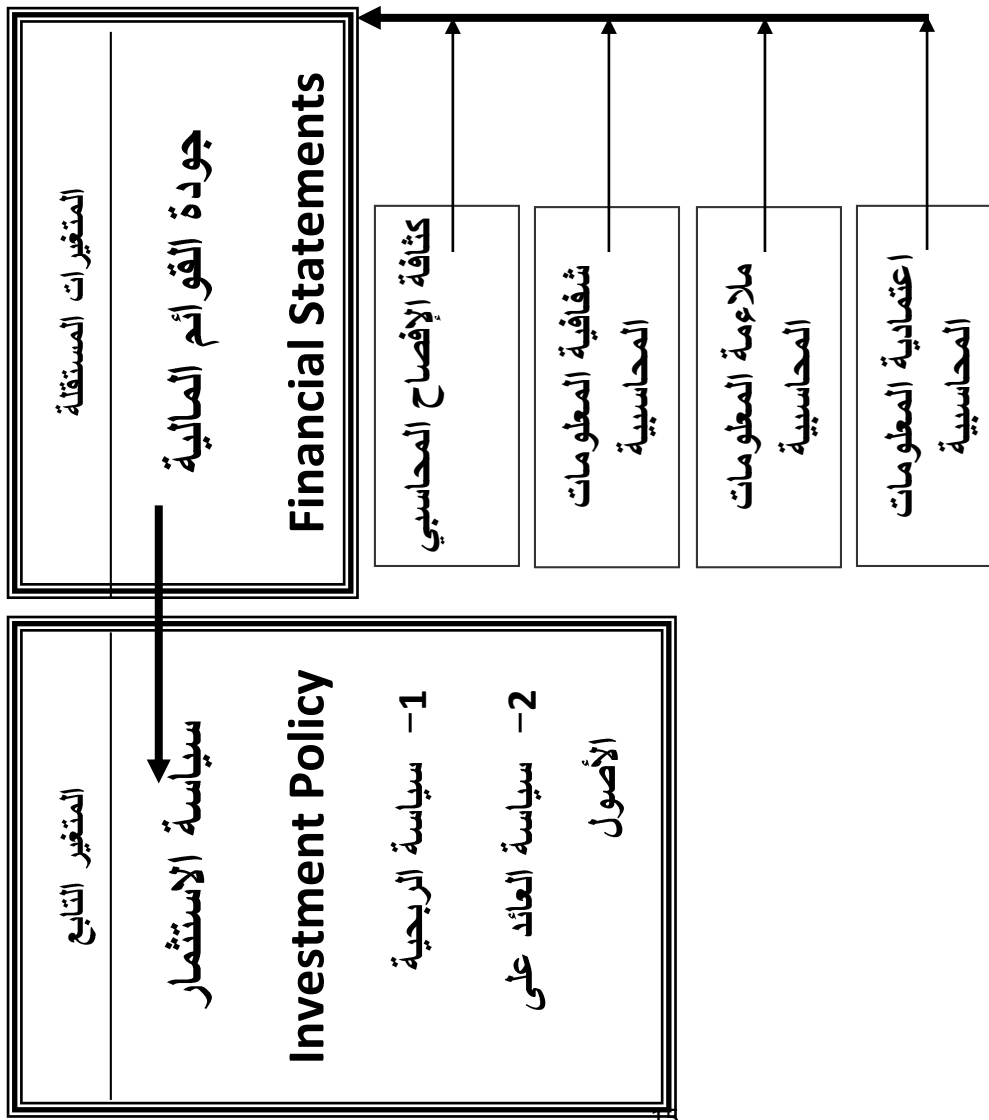 المتغيرات المستقلة
جودة القوائم المالية
Financial Statements
كثافة الإفصاح المحاسبي
شفافية المعلومات
المحاسبية
ملاءمة المعلومات
المحاسبية
اعتمادية المعلومات
المحاسبية
المتغير التابع
سياسة الاستثمار
Investment Policy
1- سياسة الربحية
2- سياسة العائد على
الأصول